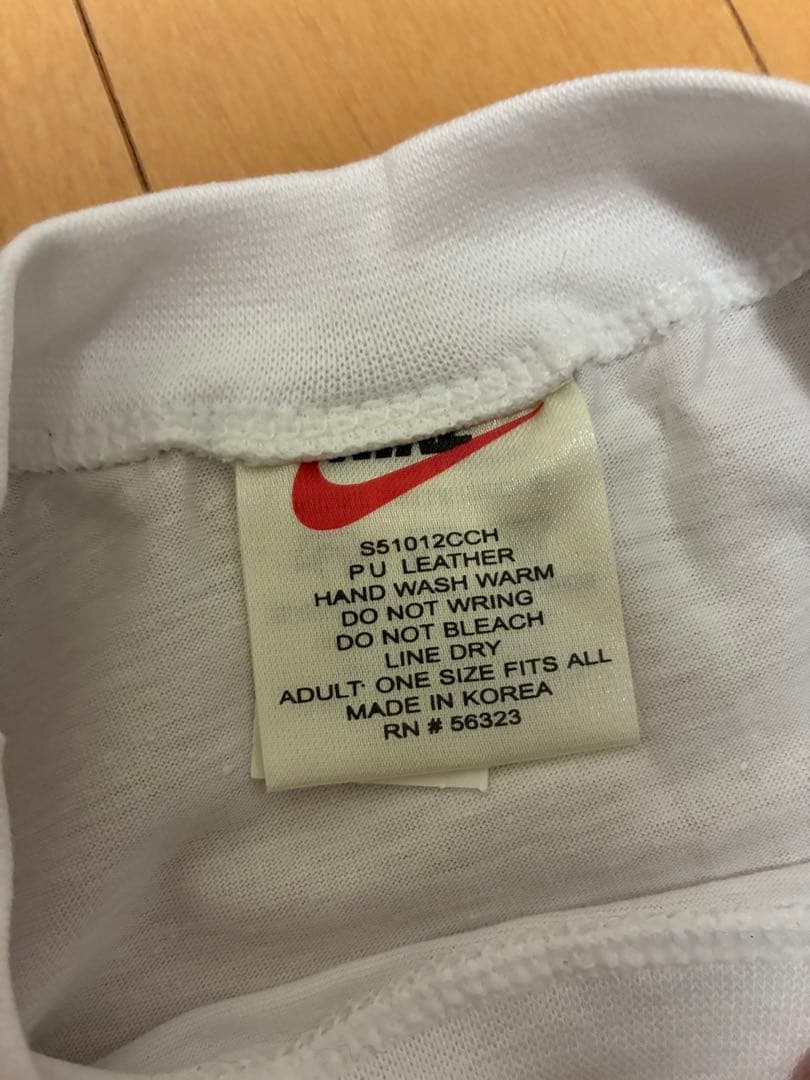 S51012CCH
PU LEATHER
HAND WASH WARM
DO NOT WRING
DO NOT BLEACH
LINE DRY
ADULT· ONE SIZE FITS ALL
MADE IN KOREA
RN # 56323